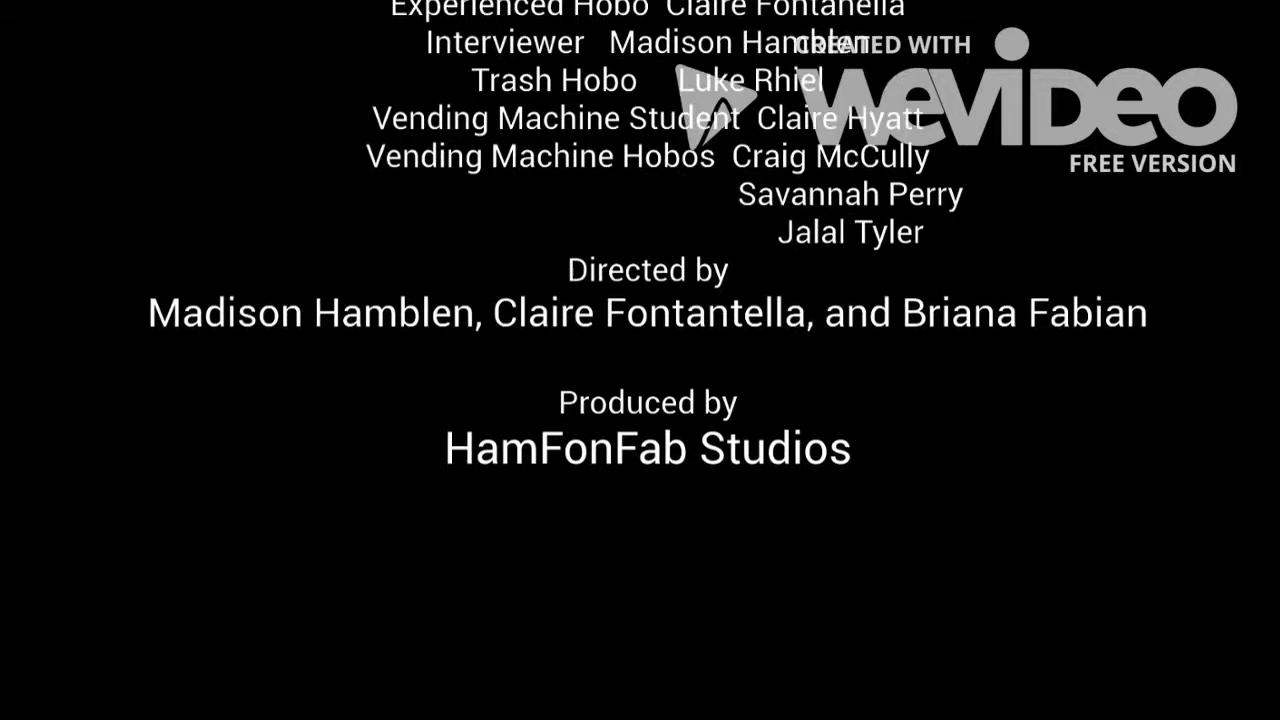 Experienced Hobo Claire Fontanella
Interviewer Madison Hamblen
CREATED WITH
Trash Hobo Luke Rhiel
WEVIDEO
Vending Machine Student Claire Hyatt
Vending Machine Hobos Craig McCully
FREE VERSION
Savannah Perry
Jalal Tyler
Directed by
Madison Hamblen, Claire Fontantella, and Briana Fabian
Produced by
HamFonFab Studios